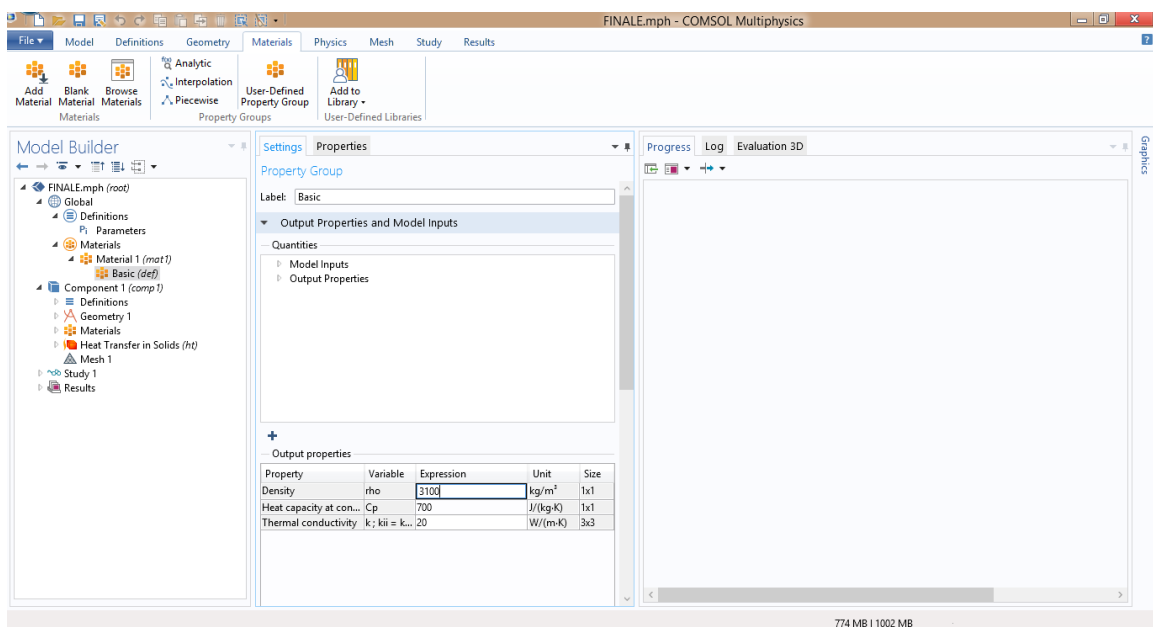 FINALE.mph - COMSOL Multiphysics
File Model Definitions Geometry Materials Physics Mesh Study Results
Add Material
Blank Material
Browse Materials
Materials
f(x) Analytic
Interpolation
Piecewise
User-Defined Property Group
Property Groups
Add to Library
User-Defined Libraries
Model Builder
FINALE.mph (root)
Global
Definitions
Pi Parameters
Materials
Material 1 (mat1)
Basic (def)
Component 1 (comp1)
Definitions
Geometry 1
Materials
Heat Transfer in Solids (ht)
Mesh 1
Study 1
Results
Settings Properties
Property Group
Label: Basic
Output Properties and Model Inputs
Quantities
Model Inputs
Output Properties
Output properties
Property Variable Expression Unit Size
Density rho 3100 kg/m³ 1x1
Heat capacity at con... Cp 700 J/(kg·K) 1x1
Thermal conductivity k ; kii = k... 20 W/(m·K) 3x3
Progress Log Evaluation 3D
Graphics
774 MB | 1002 MB